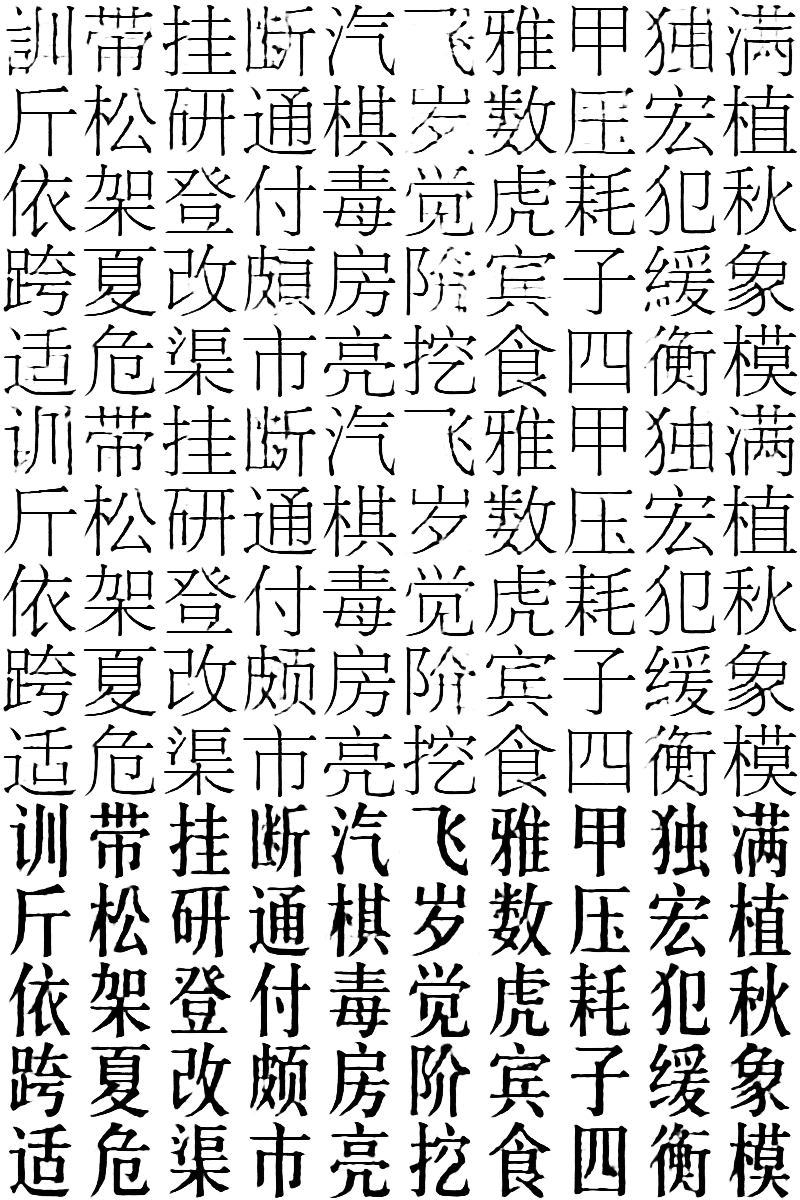 訓带挂断汽飞雅甲独满
斤松研通棋岁数压宏植
依架登付毒觉虎耗犯秋
跨夏改頗房阶宾子緩象
适危渠市亮挖食四衡模
训带挂断汽飞雅甲独满
斤松研通棋岁数压宏植
依架登付毒觉虎耗犯秋
跨夏改颇房阶宾子缓象
适危渠市亮挖食四衡模
训带挂断汽飞雅甲独满
斤松研通棋岁数压宏植
依架登付毒觉虎耗犯秋
跨夏改颇房阶宾子缓象
适危渠市亮挖食四衡模